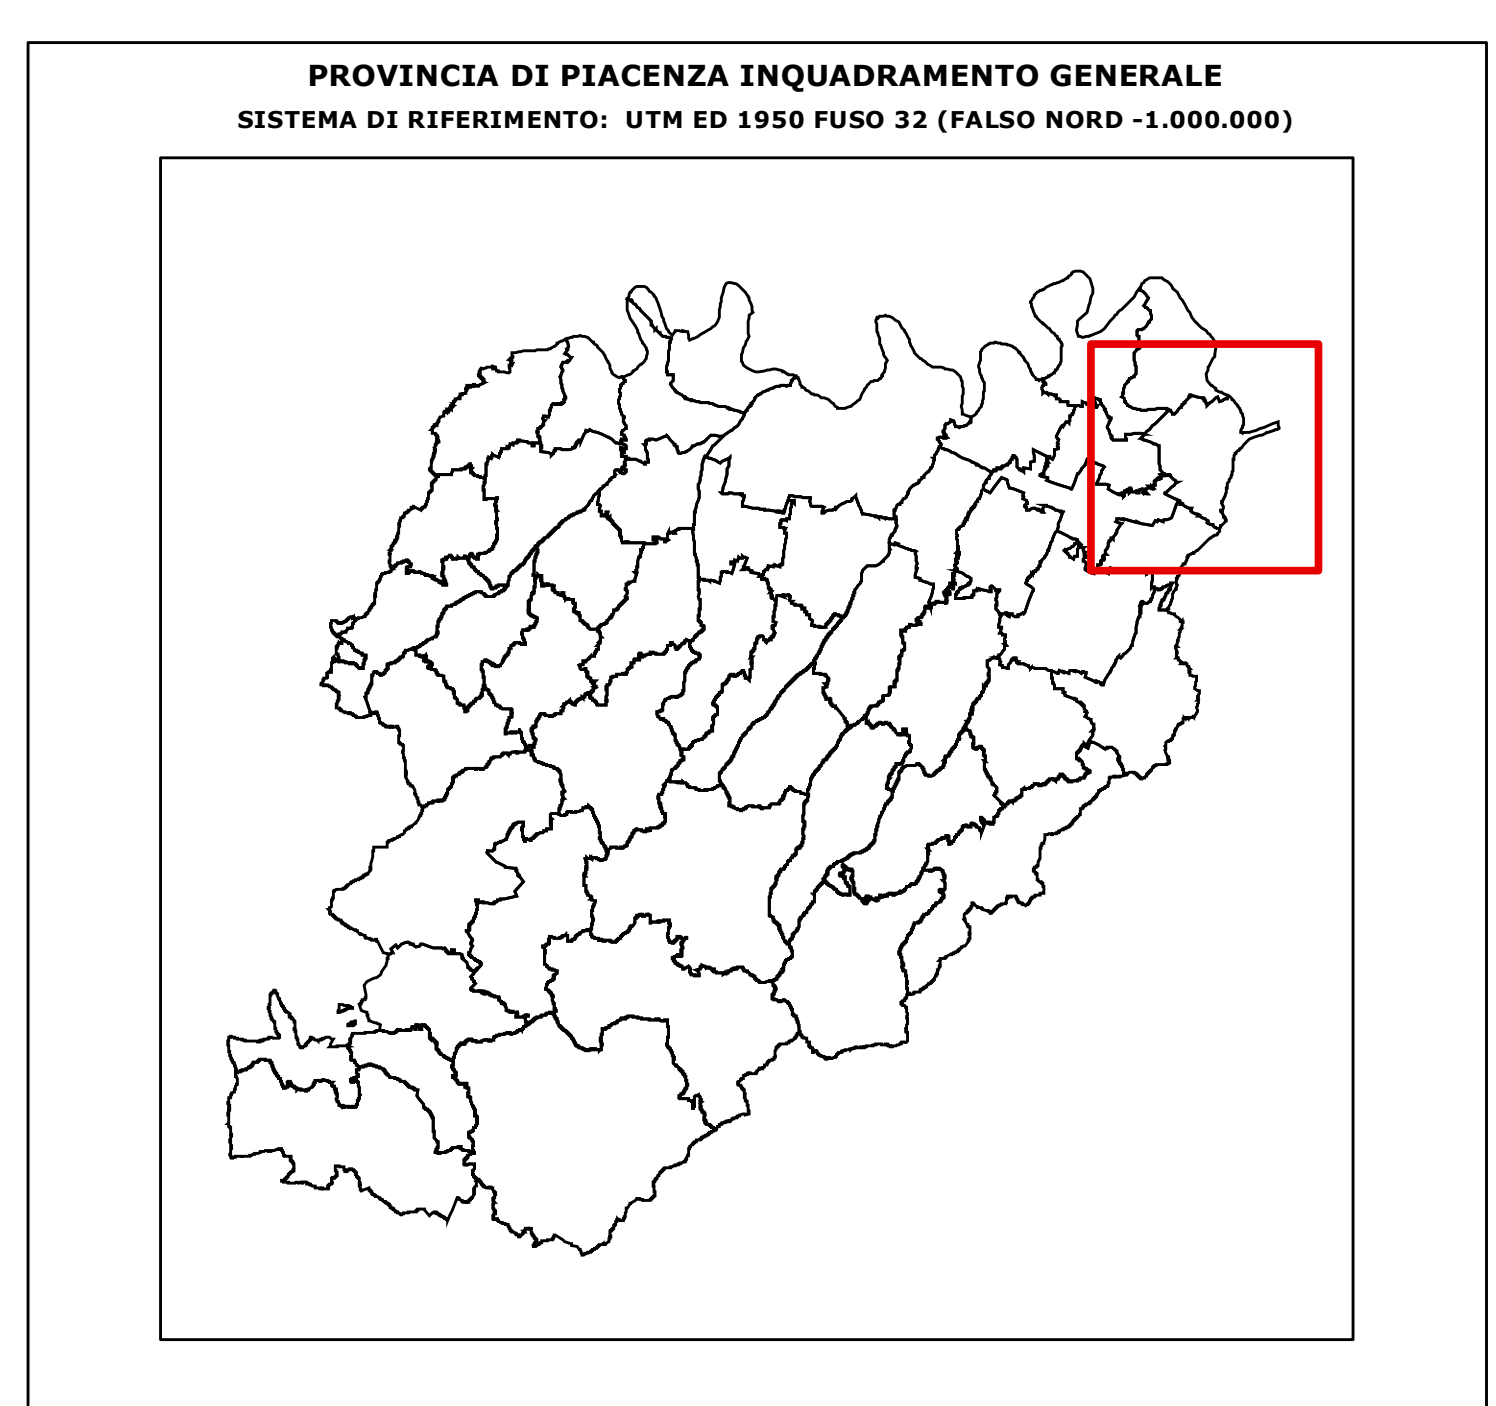 PROVINCIA DI PIACENZA INQUADRAMENTO GENERALE
SISTEMA DI RIFERIMENTO: UTM ED 1950 FUSO 32 (FALSO NORD -1.000.000)